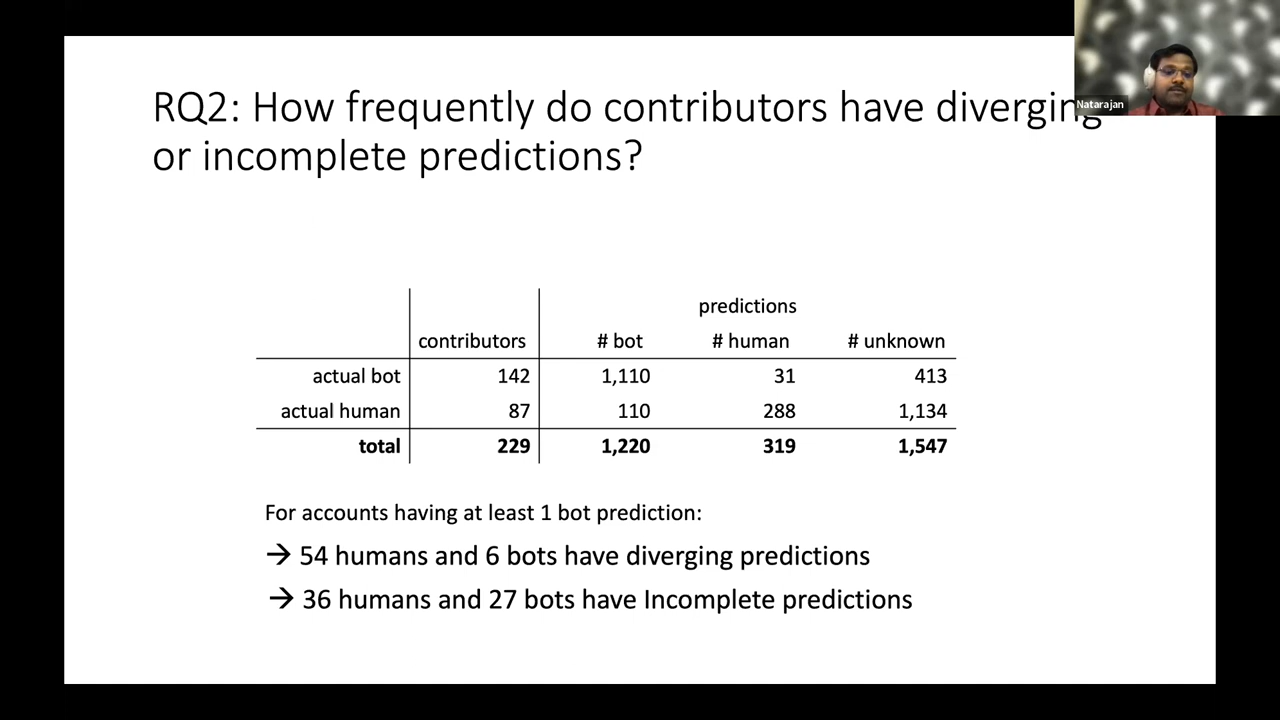 RQ2: How frequently do contributors have diverging
or incomplete predictions?
Natarajan
predictions
contributors # bot # human # unknown
actual bot 142 1,110 31 413
actual human 87 110 288 1,134
total 229 1,220 319 1,547
For accounts having at least 1 bot prediction:
→ 54 humans and 6 bots have diverging predictions
→ 36 humans and 27 bots have Incomplete predictions